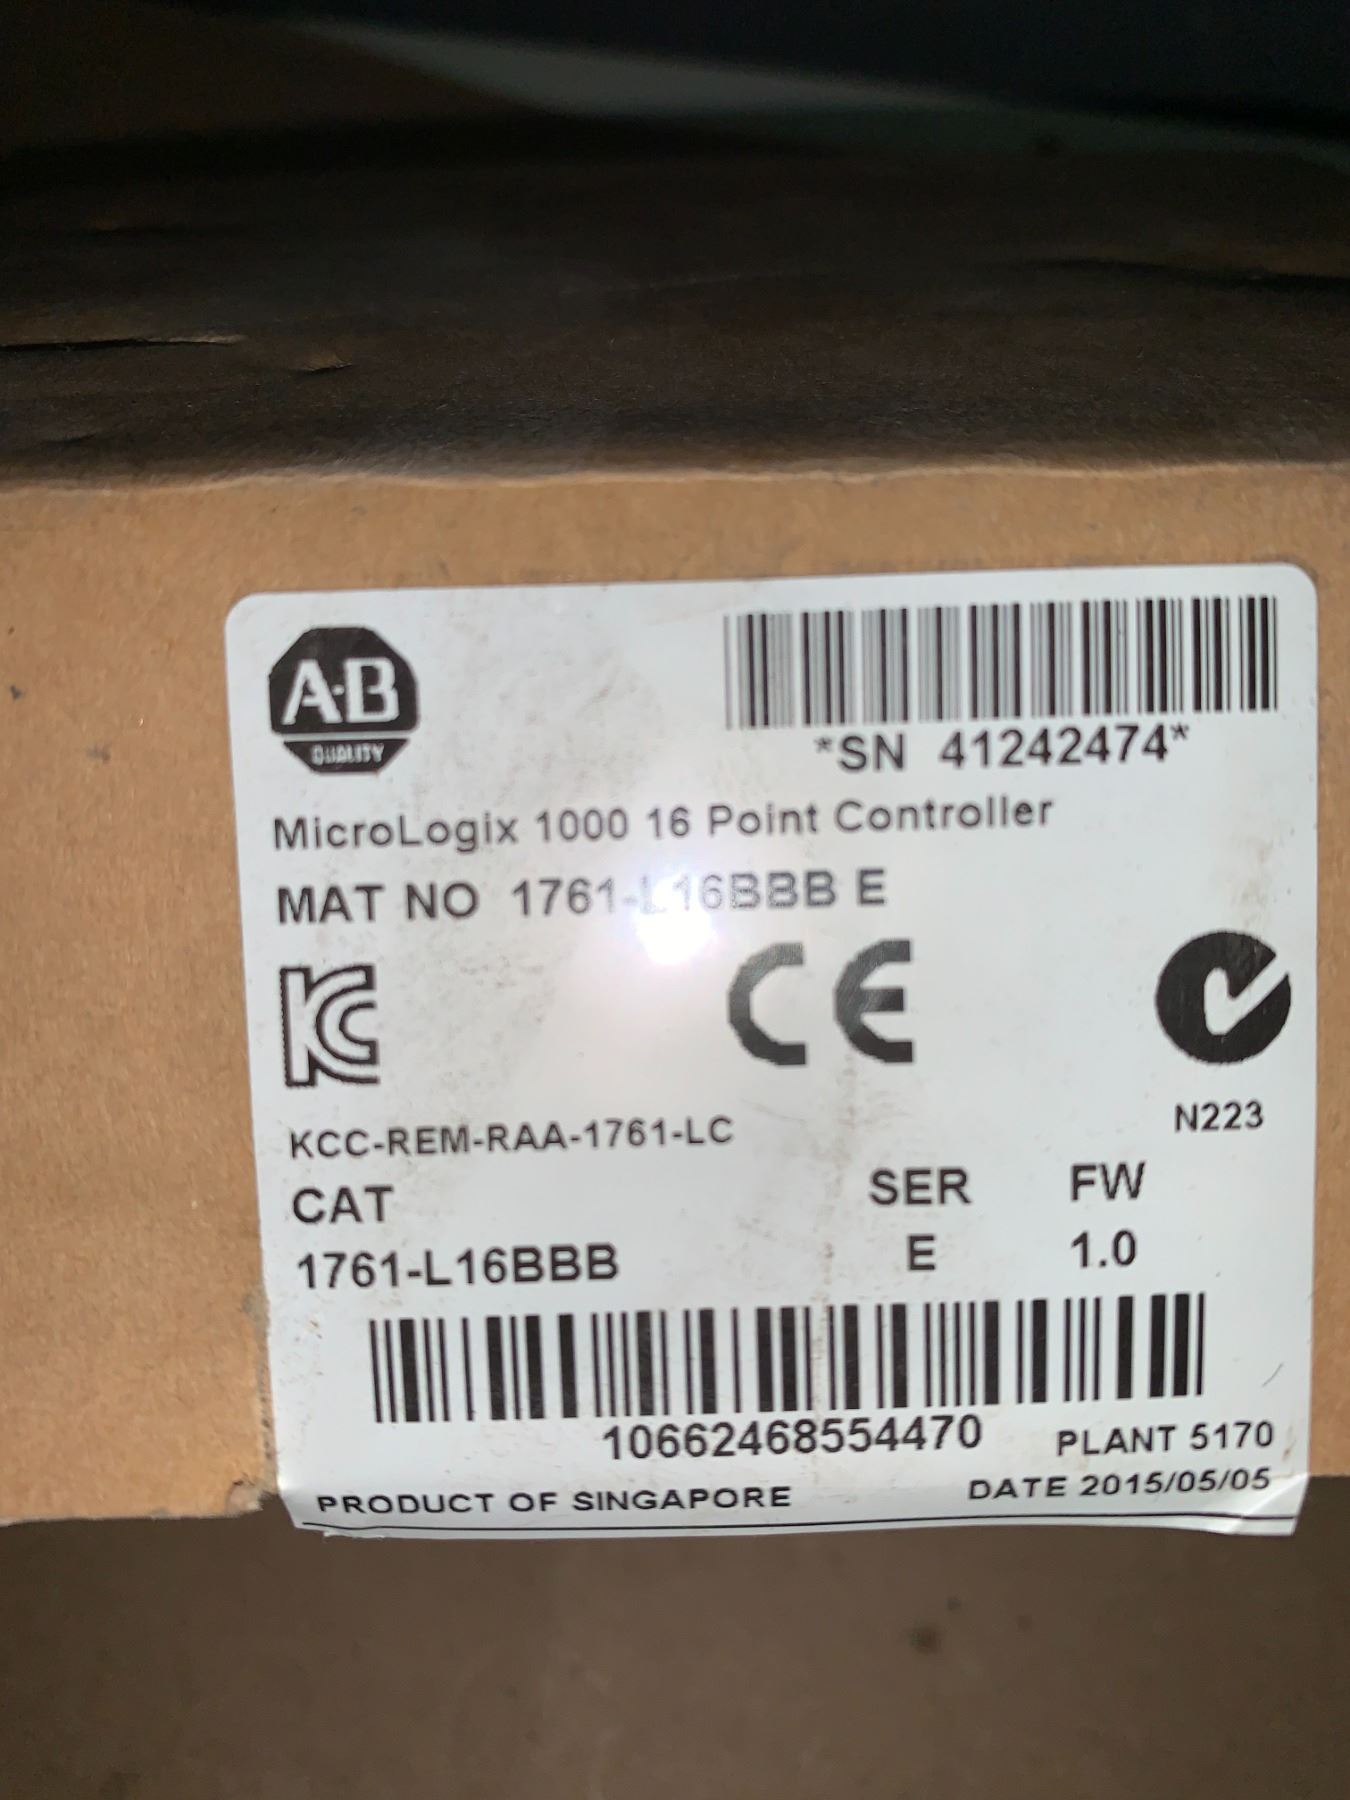 A-B
QUALITY
*SN 41242474*
MicroLogix 1000 16 Point Controller
MAT NO 1761-L16BBB E
CE
KCC-REM-RAA-1761-LC
N223
CAT SER FW
1761-L16BBB E 1.0
10662468554470
PLANT 5170
PRODUCT OF SINGAPORE
DATE 2015/05/05